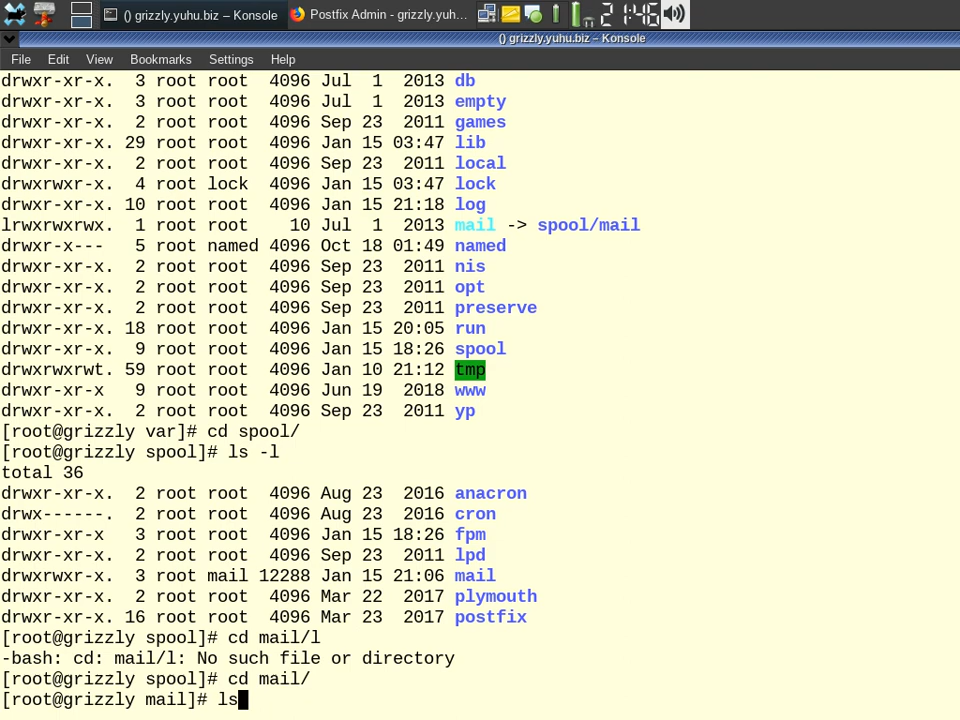 () grizzly.yuhu.biz – Konsole
Postfix Admin - grizzly.yuh...
21:46
() grizzly.yuhu.biz – Konsole
File Edit View Bookmarks Settings Help
drwxr-xr-x. 3 root root 4096 Jul 1 2013 db
drwxr-xr-x. 3 root root 4096 Jul 1 2013 empty
drwxr-xr-x. 2 root root 4096 Sep 23 2011 games
drwxr-xr-x. 29 root root 4096 Jan 15 03:47 lib
drwxr-xr-x. 2 root root 4096 Sep 23 2011 local
drwxrwxr-x. 4 root lock 4096 Jan 15 03:47 lock
drwxr-xr-x. 10 root root 4096 Jan 15 21:18 log
lrwxrwxrwx. 1 root root 10 Jul 1 2013 mail -> spool/mail
drwxr-x--- 5 root named 4096 Oct 18 01:49 named
drwxr-xr-x. 2 root root 4096 Sep 23 2011 nis
drwxr-xr-x. 2 root root 4096 Sep 23 2011 opt
drwxr-xr-x. 2 root root 4096 Sep 23 2011 preserve
drwxr-xr-x. 18 root root 4096 Jan 15 20:05 run
drwxr-xr-x. 9 root root 4096 Jan 15 18:26 spool
drwxrwxrwt. 59 root root 4096 Jan 10 21:12 tmp
drwxr-xr-x 9 root root 4096 Jun 19 2018 www
drwxr-xr-x. 2 root root 4096 Sep 23 2011 yp
[root@grizzly var]# cd spool/
[root@grizzly spool]# ls -l
total 36
drwxr-xr-x. 2 root root 4096 Aug 23 2016 anacron
drwx------. 2 root root 4096 Aug 23 2016 cron
drwxr-xr-x 3 root root 4096 Jan 15 18:26 fpm
drwxr-xr-x. 2 root root 4096 Sep 23 2011 lpd
drwxrwxr-x. 3 root mail 12288 Jan 15 21:06 mail
drwxr-xr-x. 2 root root 4096 Mar 22 2017 plymouth
drwxr-xr-x. 16 root root 4096 Mar 23 2017 postfix
[root@grizzly spool]# cd mail/l
-bash: cd: mail/l: No such file or directory
[root@grizzly spool]# cd mail/
[root@grizzly mail]# ls